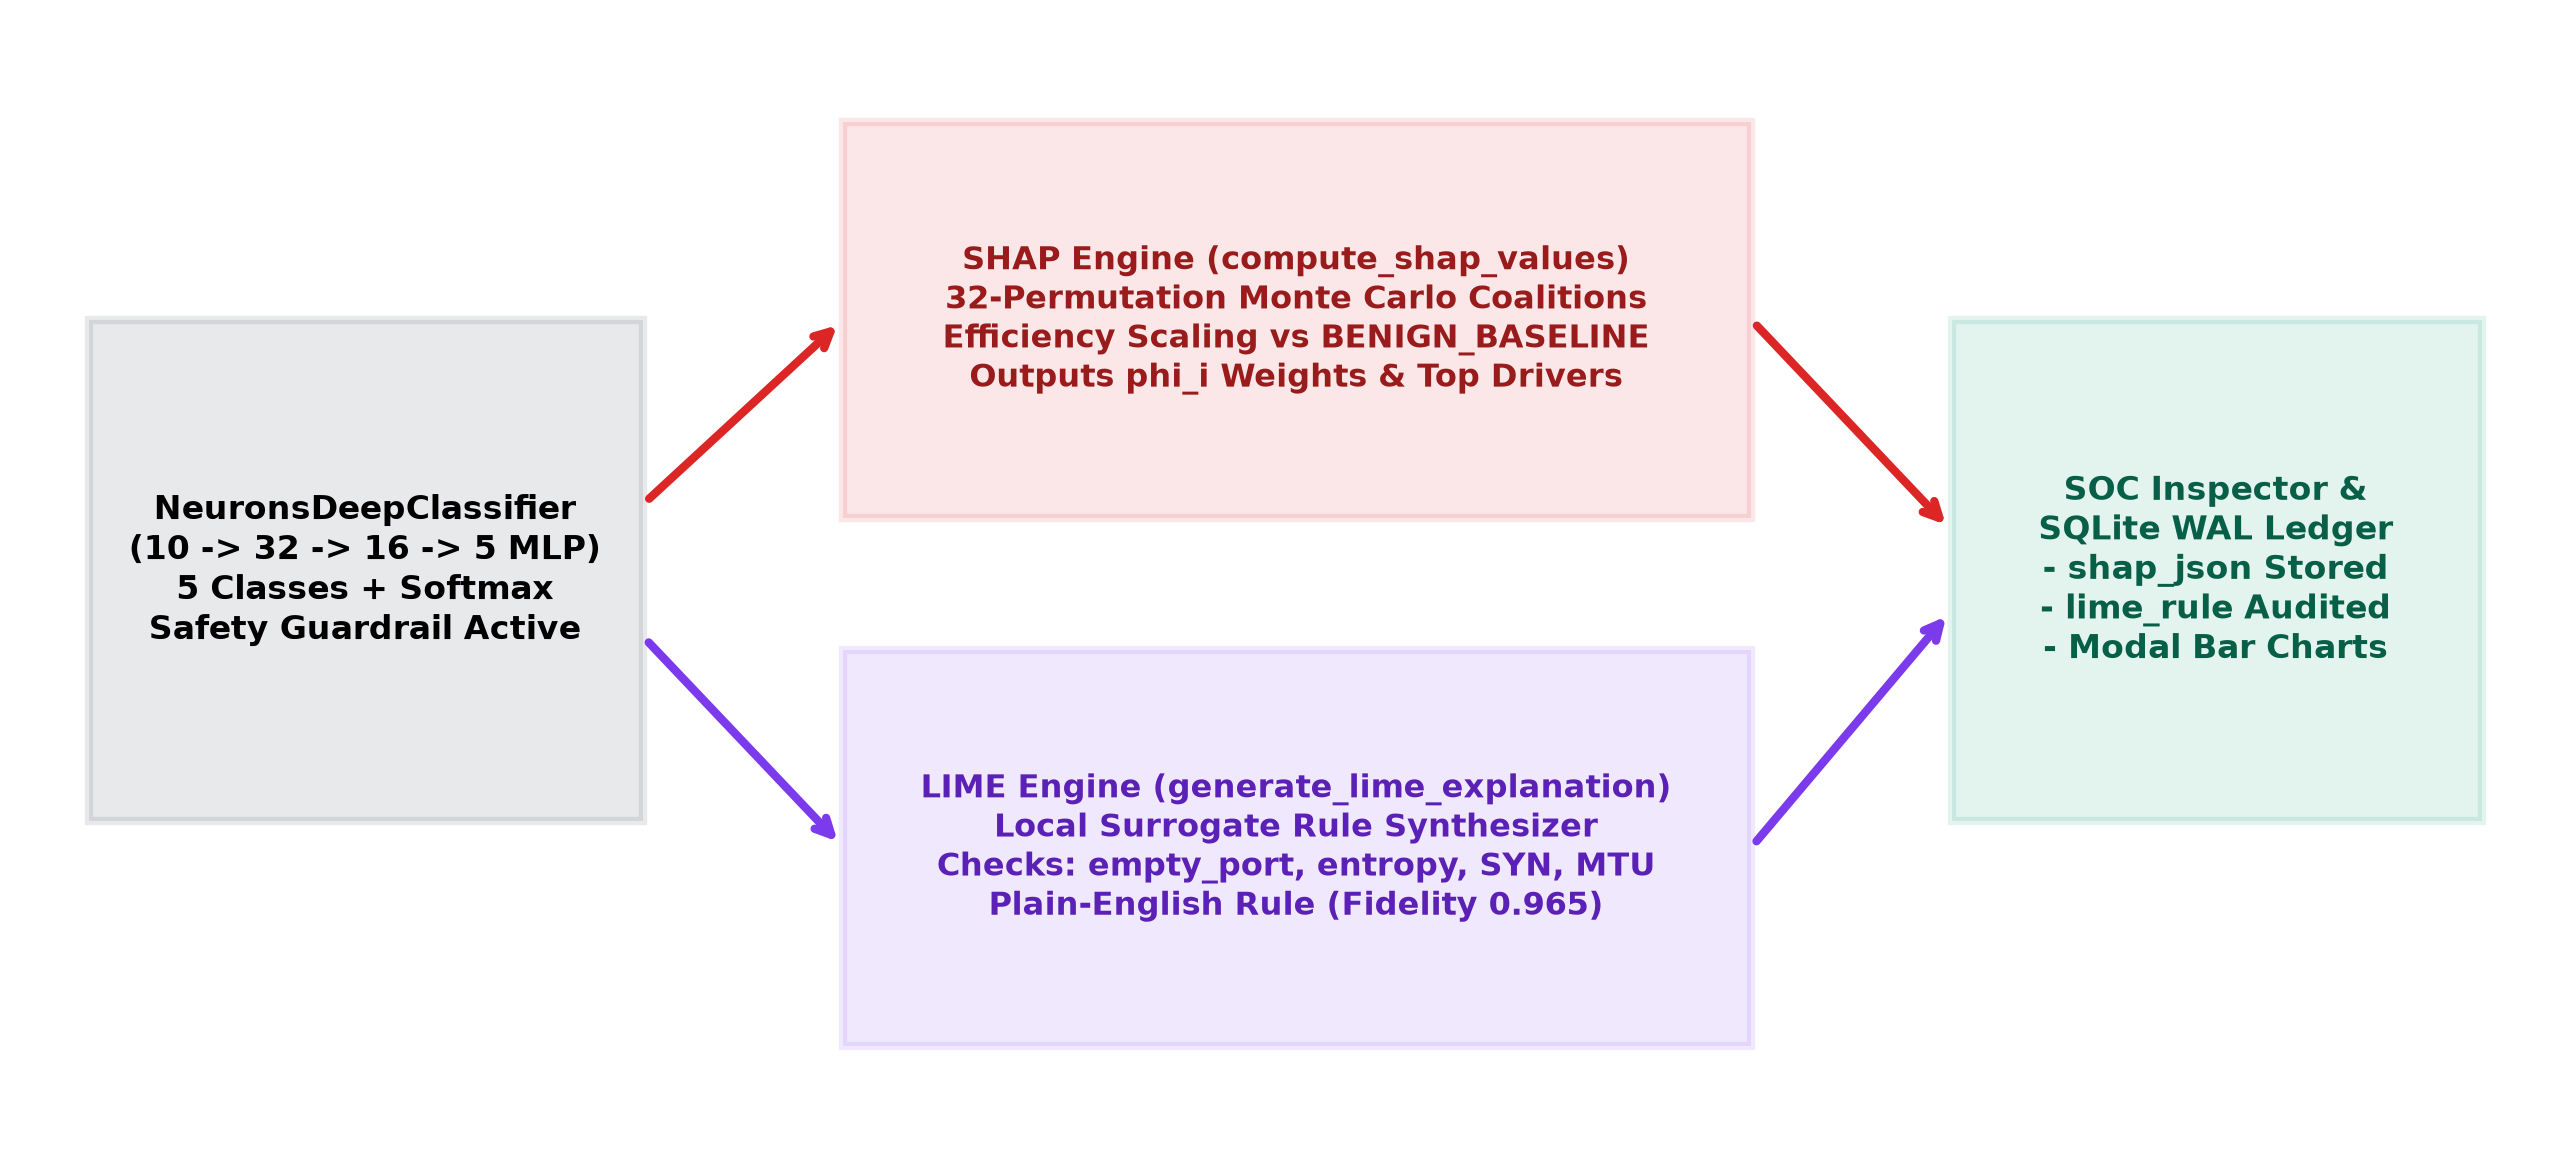 NeuronsDeepClassifier
(10 -> 32 -> 16 -> 5 MLP)
5 Classes + Softmax
Safety Guardrail Active
SHAP Engine (compute_shap_values)
32-Permutation Monte Carlo Coalitions
Efficiency Scaling vs BENIGN_BASELINE
Outputs phi_i Weights & Top Drivers
LIME Engine (generate_lime_explanation)
Local Surrogate Rule Synthesizer
Checks: empty_port, entropy, SYN, MTU
Plain-English Rule (Fidelity 0.965)
SOC Inspector &
SQLite WAL Ledger
- shap_json Stored
- lime_rule Audited
- Modal Bar Charts